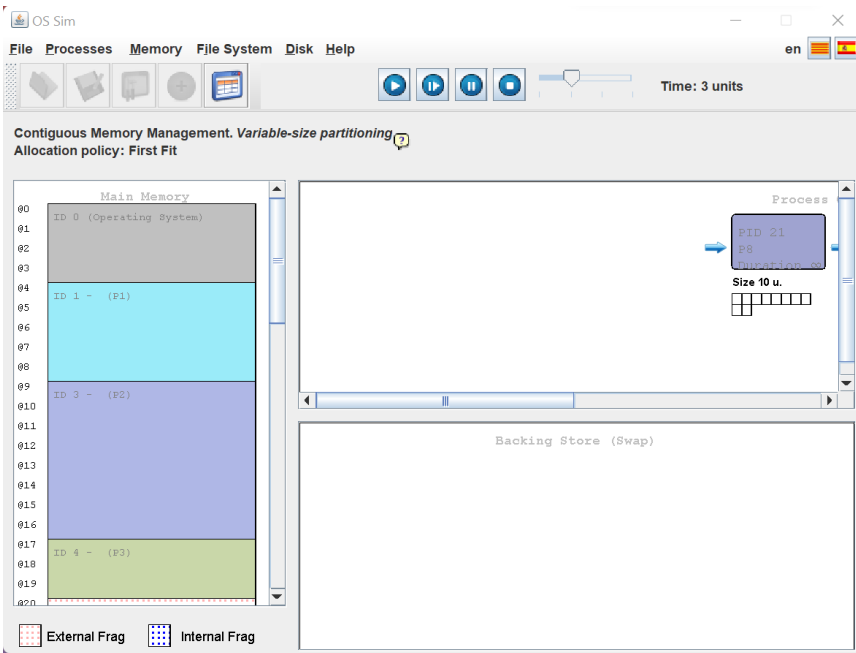 OS Sim
File Processes Memory File System Disk Help
en
Time: 3 units
Contiguous Memory Management. Variable-size partitioning
?
Allocation policy: First Fit
Main Memory
@0
ID 0 (Operating System)
@1
@2
@3
@4
ID 1 - (P1)
@5
@6
@7
@8
@9
ID 3 - (P2)
@10
@11
@12
@13
@14
@15
@16
@17
ID 4 - (P3)
@18
@19
@20
External Frag
Internal Frag
Process
PID 21
P8
Duration ∞
Size 10 u.
Backing Store (Swap)